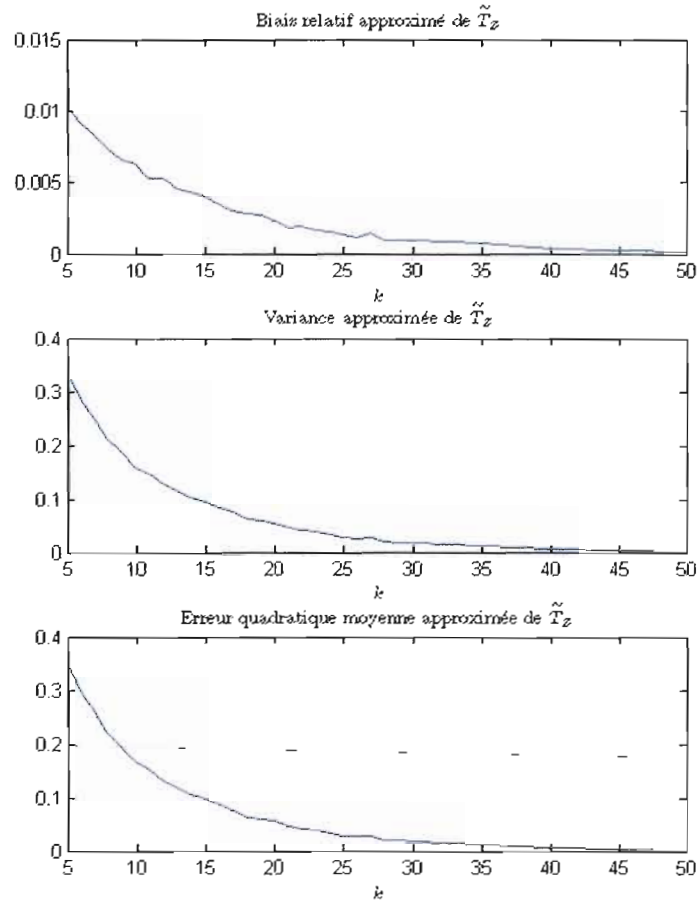 Biais relatif approximé de T̃̃_Z
0.015
0.01
0.005
0
5 10 15 20 25 30 35 40 45 50
k
Variance approximée de T̃̃_Z
0.4
0.3
0.2
0.1
0
5 10 15 20 25 30 35 40 45 50
k
Erreur quadratique moyenne approximée de T̃̃_Z
0.4
0.3
0.2
0.1
0
5 10 15 20 25 30 35 40 45 50
k